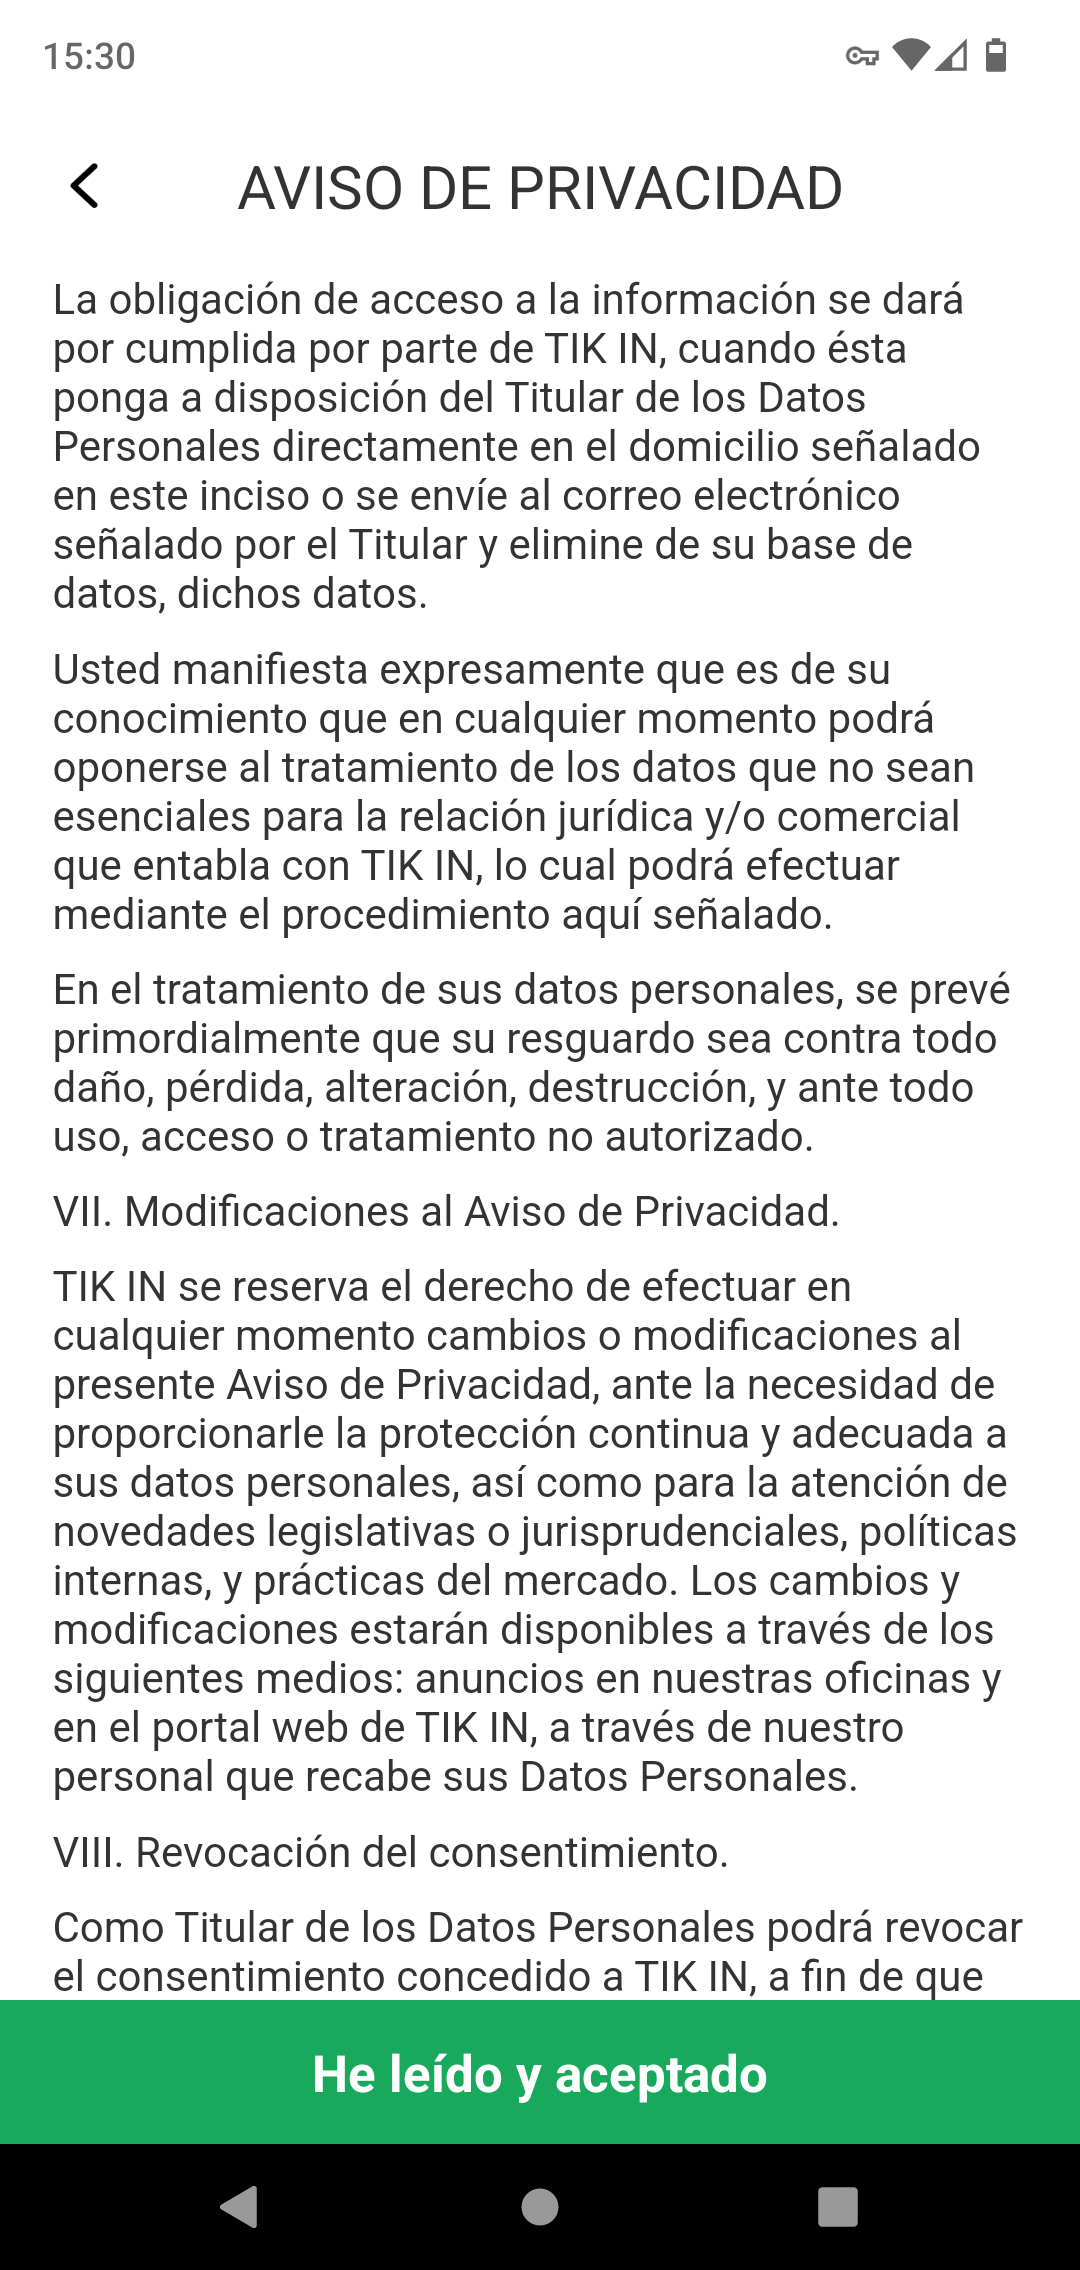 15:30
AVISO DE PRIVACIDAD
La obligación de acceso a la información se dará
por cumplida por parte de TIK IN, cuando ésta
ponga a disposición del Titular de los Datos
Personales directamente en el domicilio señalado
en este inciso o se envíe al correo electrónico
señalado por el Titular y elimine de su base de
datos, dichos datos.
Usted manifiesta expresamente que es de su
conocimiento que en cualquier momento podrá
oponerse al tratamiento de los datos que no sean
esenciales para la relación jurídica y/o comercial
que entabla con TIK IN, lo cual podrá efectuar
mediante el procedimiento aquí señalado.
En el tratamiento de sus datos personales, se prevé
primordialmente que su resguardo sea contra todo
daño, pérdida, alteración, destrucción, y ante todo
uso, acceso o tratamiento no autorizado.
VII. Modificaciones al Aviso de Privacidad.
TIK IN se reserva el derecho de efectuar en
cualquier momento cambios o modificaciones al
presente Aviso de Privacidad, ante la necesidad de
proporcionarle la protección continua y adecuada a
sus datos personales, así como para la atención de
novedades legislativas o jurisprudenciales, políticas
internas, y prácticas del mercado. Los cambios y
modificaciones estarán disponibles a través de los
siguientes medios: anuncios en nuestras oficinas y
en el portal web de TIK IN, a través de nuestro
personal que recabe sus Datos Personales.
VIII. Revocación del consentimiento.
Como Titular de los Datos Personales podrá revocar
el consentimiento concedido a TIK IN, a fin de que
He leído y aceptado